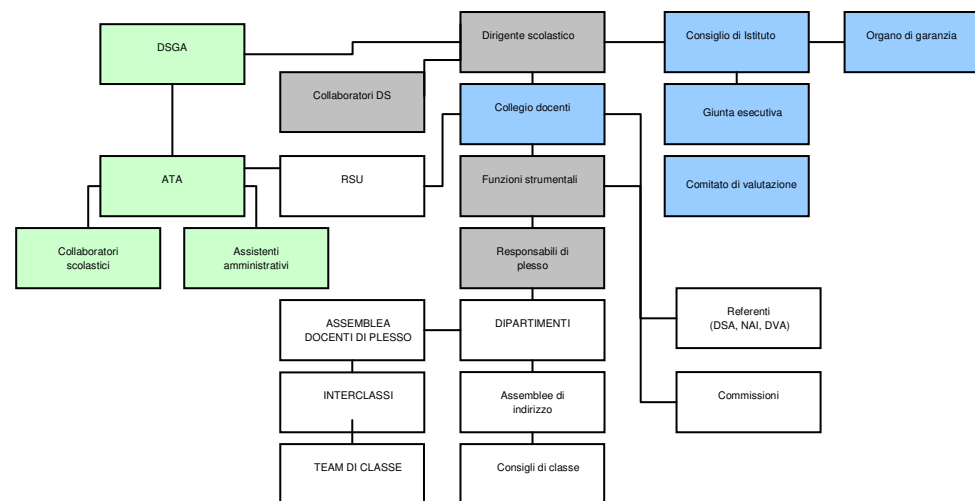 DSGA
Dirigente scolastico
Consiglio di Istituto
Organo di garanzia
Collaboratori DS
Collegio docenti
Giunta esecutiva
ATA
RSU
Funzioni strumentali
Comitato di valutazione
Collaboratori
scolastici
Assistenti
amministrativi
Responsabili di
plesso
ASSEMBLEA
DOCENTI DI PLESSO
DIPARTIMENTI
Referenti
(DSA, NAI, DVA)
INTERCLASSI
Assemblee di
indirizzo
Commissioni
TEAM DI CLASSE
Consigli di classe